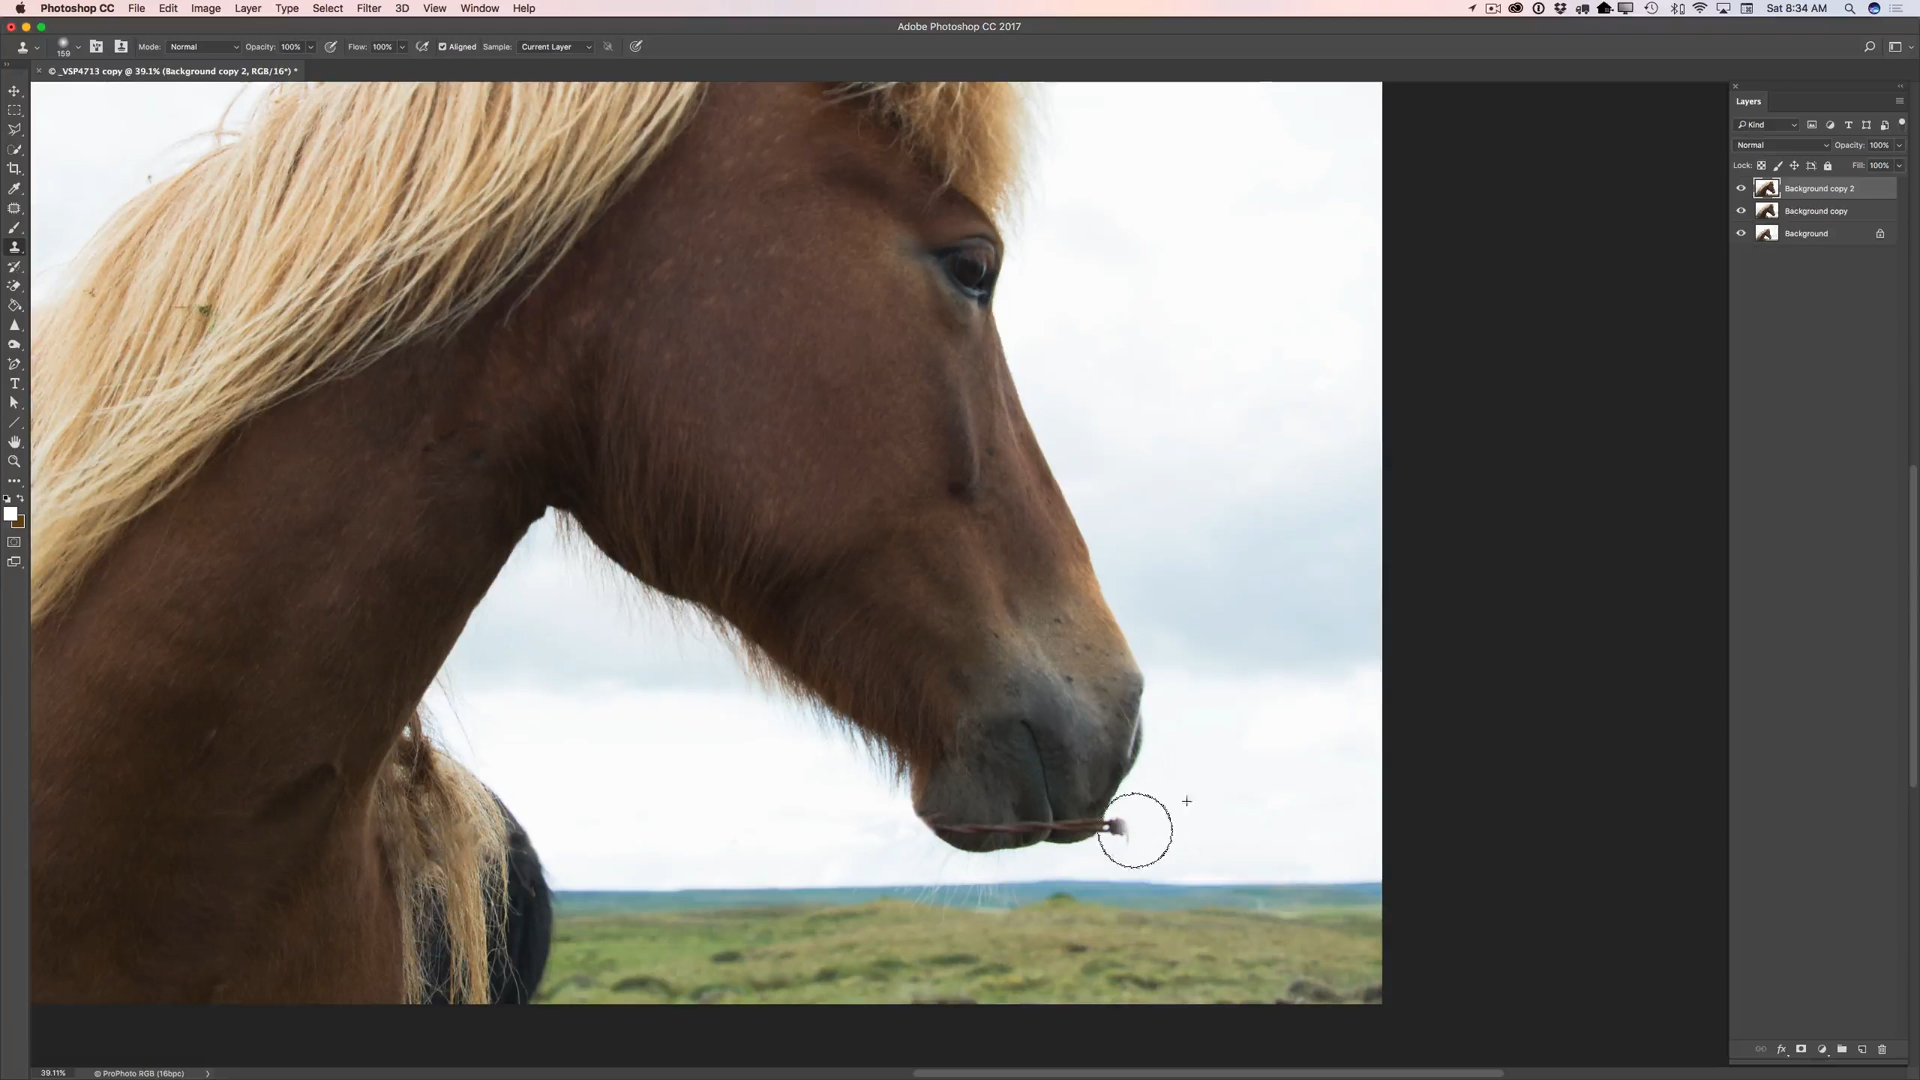 Photoshop CC File Edit Image Layer Type Select Filter 3D View Window Help Sat 8:34 AM
Adobe Photoshop CC 2017
159 Mode: Normal Opacity: 100% Flow: 100% Aligned Sample: Current Layer
© _VSP4713 copy @ 39.1% (Background copy 2, RGB/16*) *
Layers
Kind
Normal Opacity: 100%
Lock: Fill: 100%
Background copy 2
Background copy
Background
39.11% © ProPhoto RGB (16bpc)